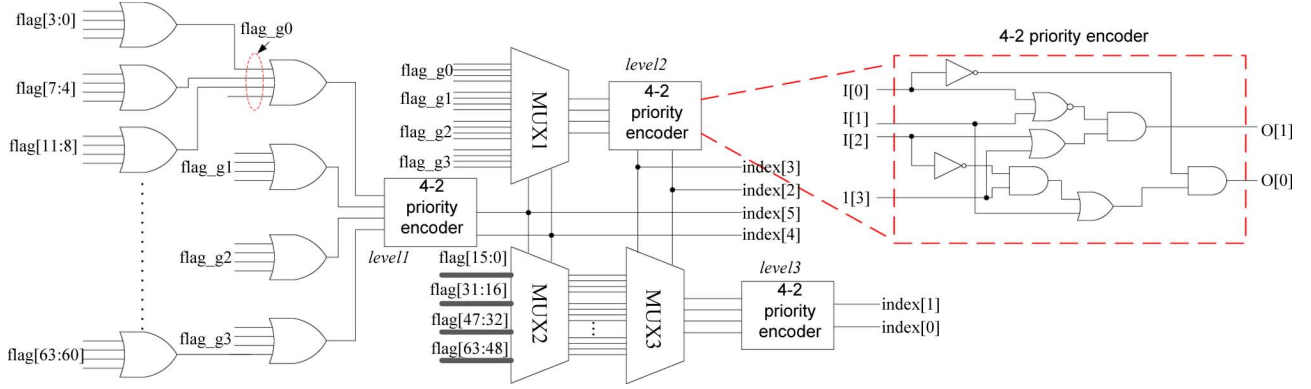 flag[3:0]
flag_g0
flag[7:4]
flag[11:8]
flag_g1
flag_g2
flag_g3
flag[63:60]
4-2
priority
encoder
level1
flag_g0
flag_g1
flag_g2
flag_g3
MUX1
level2
4-2
priority
encoder
index[3]
index[2]
index[5]
index[4]
flag[15:0]
flag[31:16]
flag[47:32]
flag[63:48]
MUX2
MUX3
level3
4-2
priority
encoder
index[1]
index[0]
4-2 priority encoder
I[0]
I[1]
I[2]
1[3]
O[1]
O[0]